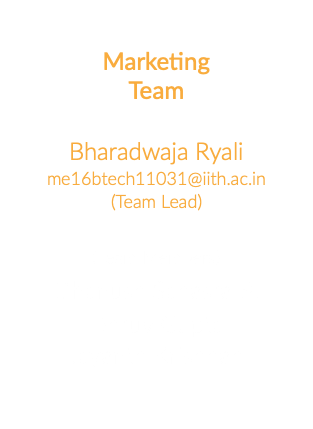 Marketing
Team
Bharadwaja Ryali
me16btech11031@iith.ac.in
(Team Lead)